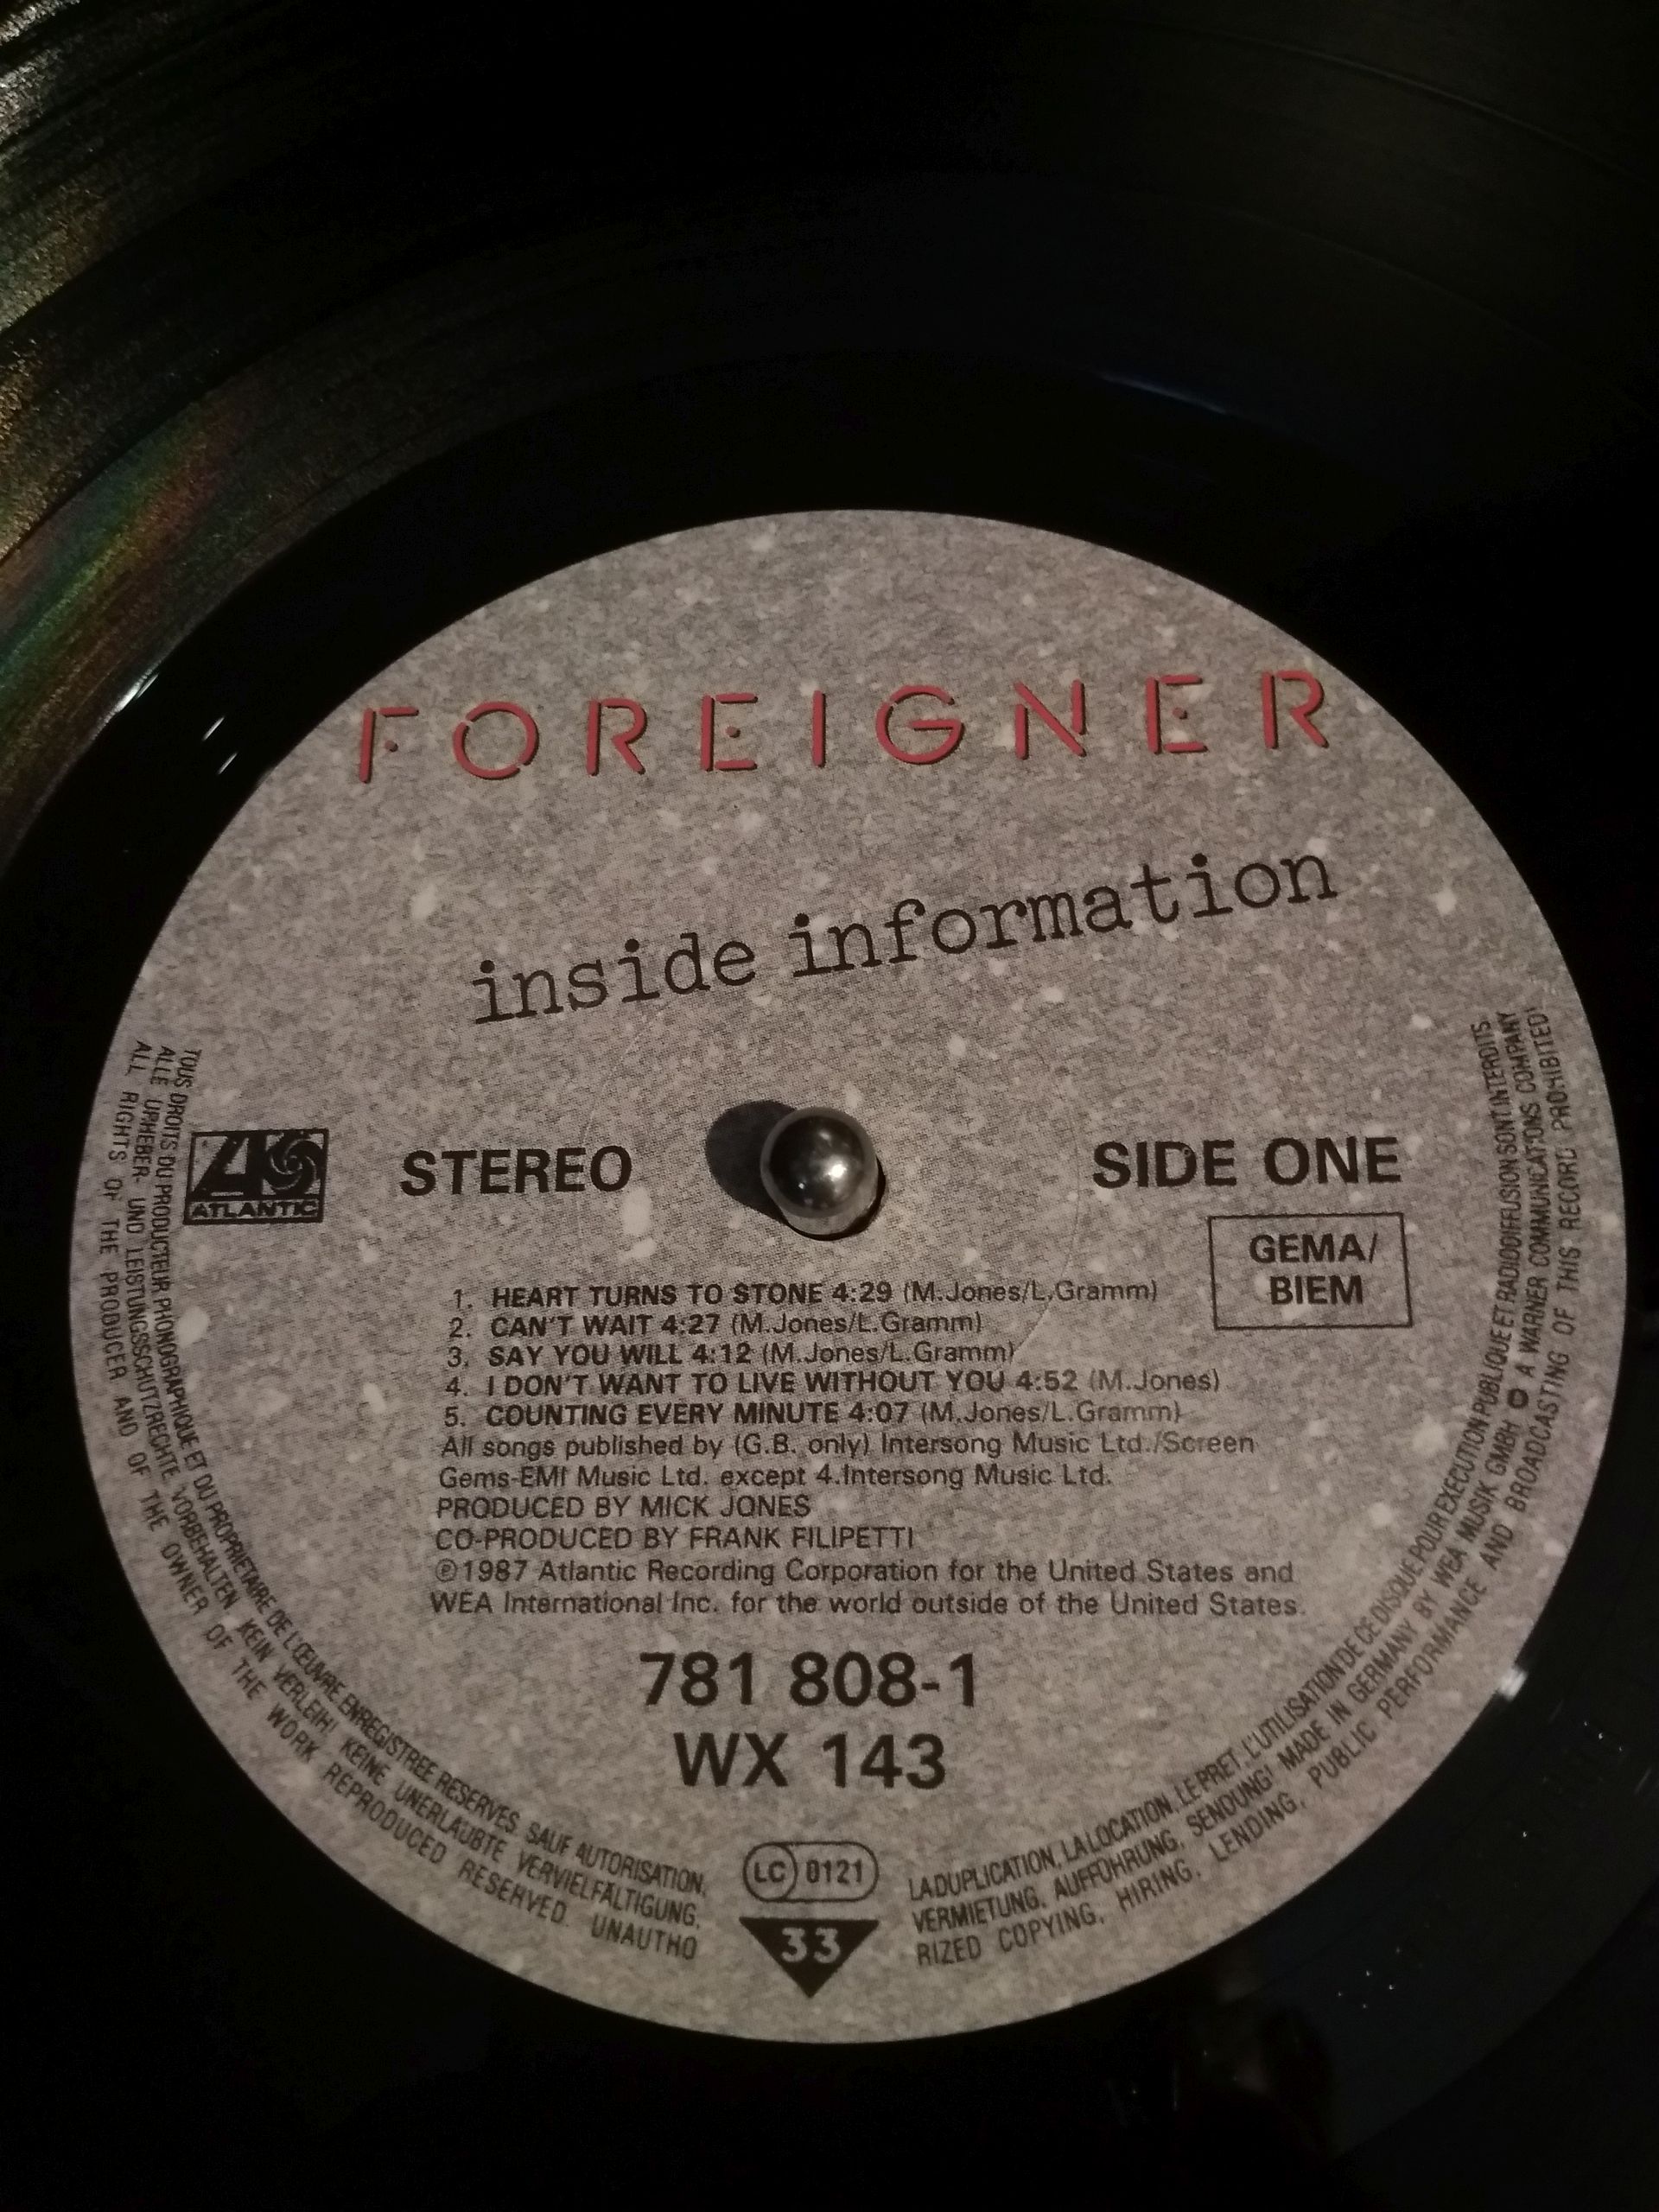 FOREIGNER
inside information
ATLANTIC
STEREO
SIDE ONE
GEMA/
BIEM
1. HEART TURNS TO STONE 4:29 (M.Jones/L.Gramm)
2. CAN'T WAIT 4:27 (M.Jones/L.Gramm)
3. SAY YOU WILL 4:12 (M.Jones/L.Gramm)
4. I DON'T WANT TO LIVE WITHOUT YOU 4:52 (M.Jones)
5. COUNTING EVERY MINUTE 4:07 (M.Jones/L.Gramm)
All songs published by (G.B. only) Intersong Music Ltd./Screen
Gems-EMI Music Ltd. except 4.Intersong Music Ltd.
PRODUCED BY MICK JONES
CO-PRODUCED BY FRANK FILIPETTI
℗1987 Atlantic Recording Corporation for the United States and
WEA International Inc. for the world outside of the United States.
781 808-1
WX 143
LC 0121
33
TOUS DROITS DU PRODUCTEUR PHONOGRAPHIQUE ET DU PROPRIETAIRE DE L'ŒUVRE ENREGISTREE RESERVES. SAUF AUTORISATION, LA DUPLICATION, LA LOCATION, LE PRET, L'UTILISATION DE CE DISQUE POUR EXECUTION PUBLIQUE ET RADIODIFFUSION SONT INTERDITS.
ALLE URHEBER- UND LEISTUNGSSCHUTZRECHTE VORBEHALTEN. KEIN VERLEIH! KEINE UNERLAUBTE VERVIELFÄLTIGUNG, VERMIETUNG, AUFFÜHRUNG, SENDUNG! MADE IN GERMANY BY WEA MUSIK GMBH A WARNER COMMUNICATIONS COMPANY
ALL RIGHTS OF THE PRODUCER AND OF THE OWNER OF THE WORK REPRODUCED RESERVED. UNAUTHORIZED COPYING, HIRING, LENDING, PUBLIC PERFORMANCE AND BROADCASTING OF THIS RECORD PROHIBITED!